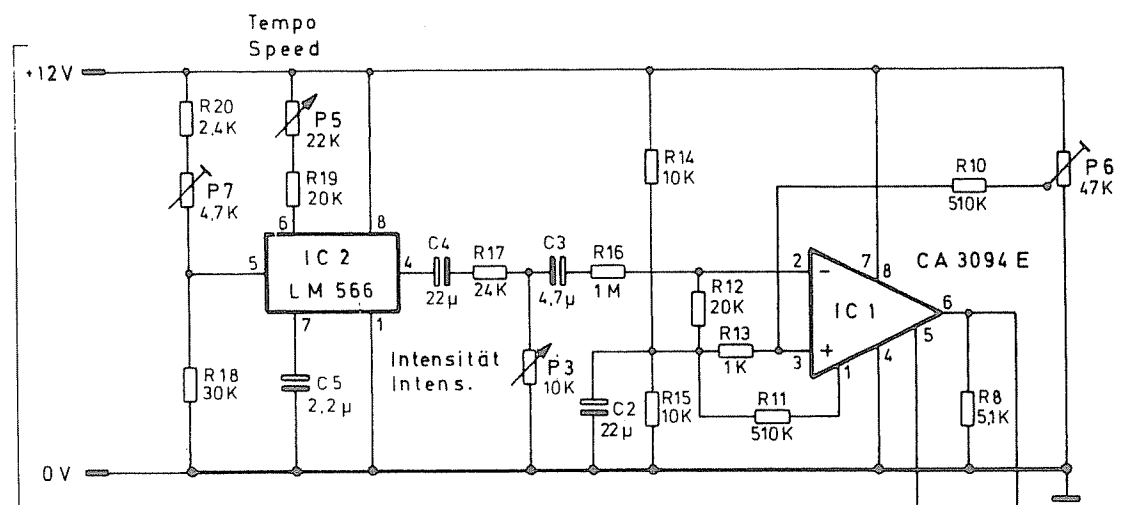 Tempo
Speed
+12V
R20
2,4K
P5
22K
P7
4,7K
R19
20K
R14
10K
R10
510K
P6
47K
6
8
5
IC2
LM 566
4
7
1
C4
22µ
R17
24K
C3
4,7µ
R16
1M
2
7
8
CA 3094 E
-
IC 1
+
6
5
3
4
1
R12
20K
R13
1K
Intensität
Intens.
P3
10K
R18
30K
C5
2,2µ
C2
22µ
R15
10K
R11
510K
R8
5,1K
0V